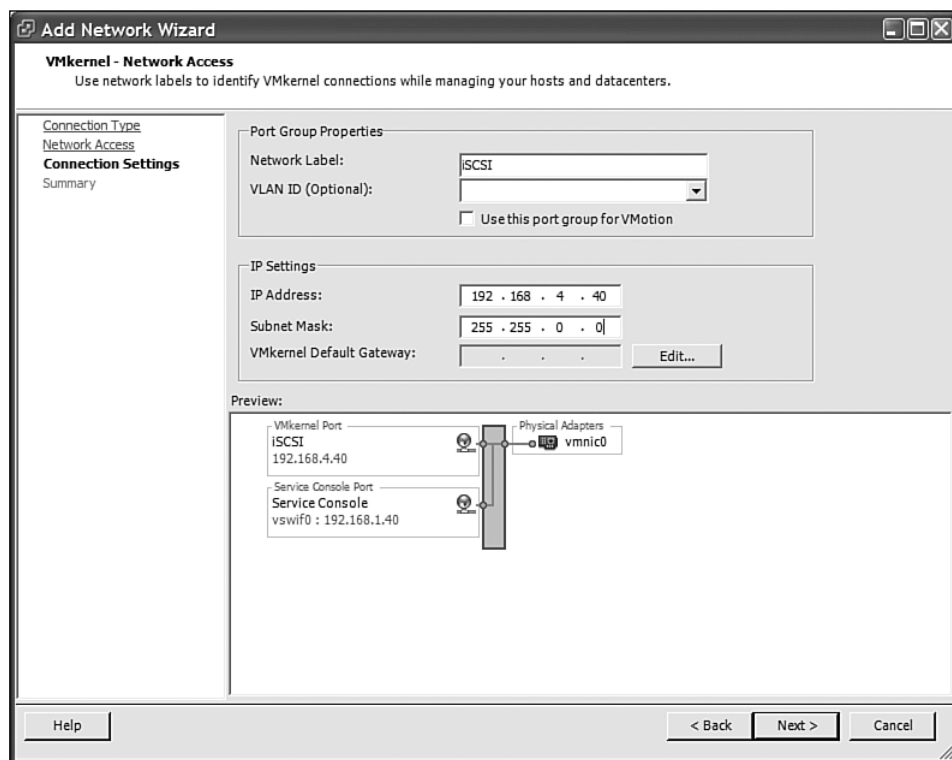 Add Network Wizard
VMkernel - Network Access
Use network labels to identify VMkernel connections while managing your hosts and datacenters.
Connection Type
Network Access
Connection Settings
Summary
Port Group Properties
Network Label:
iSCSI
VLAN ID (Optional):
Use this port group for VMotion
IP Settings
IP Address:
192 . 168 . 4 . 40
Subnet Mask:
255 . 255 . 0 . 0
VMkernel Default Gateway:
. . .
Edit...
Preview:
VMkernel Port
iSCSI
192.168.4.40
Physical Adapters
vmnic0
Service Console Port
Service Console
vswif0 : 192.168.1.40
Help
< Back
Next >
Cancel